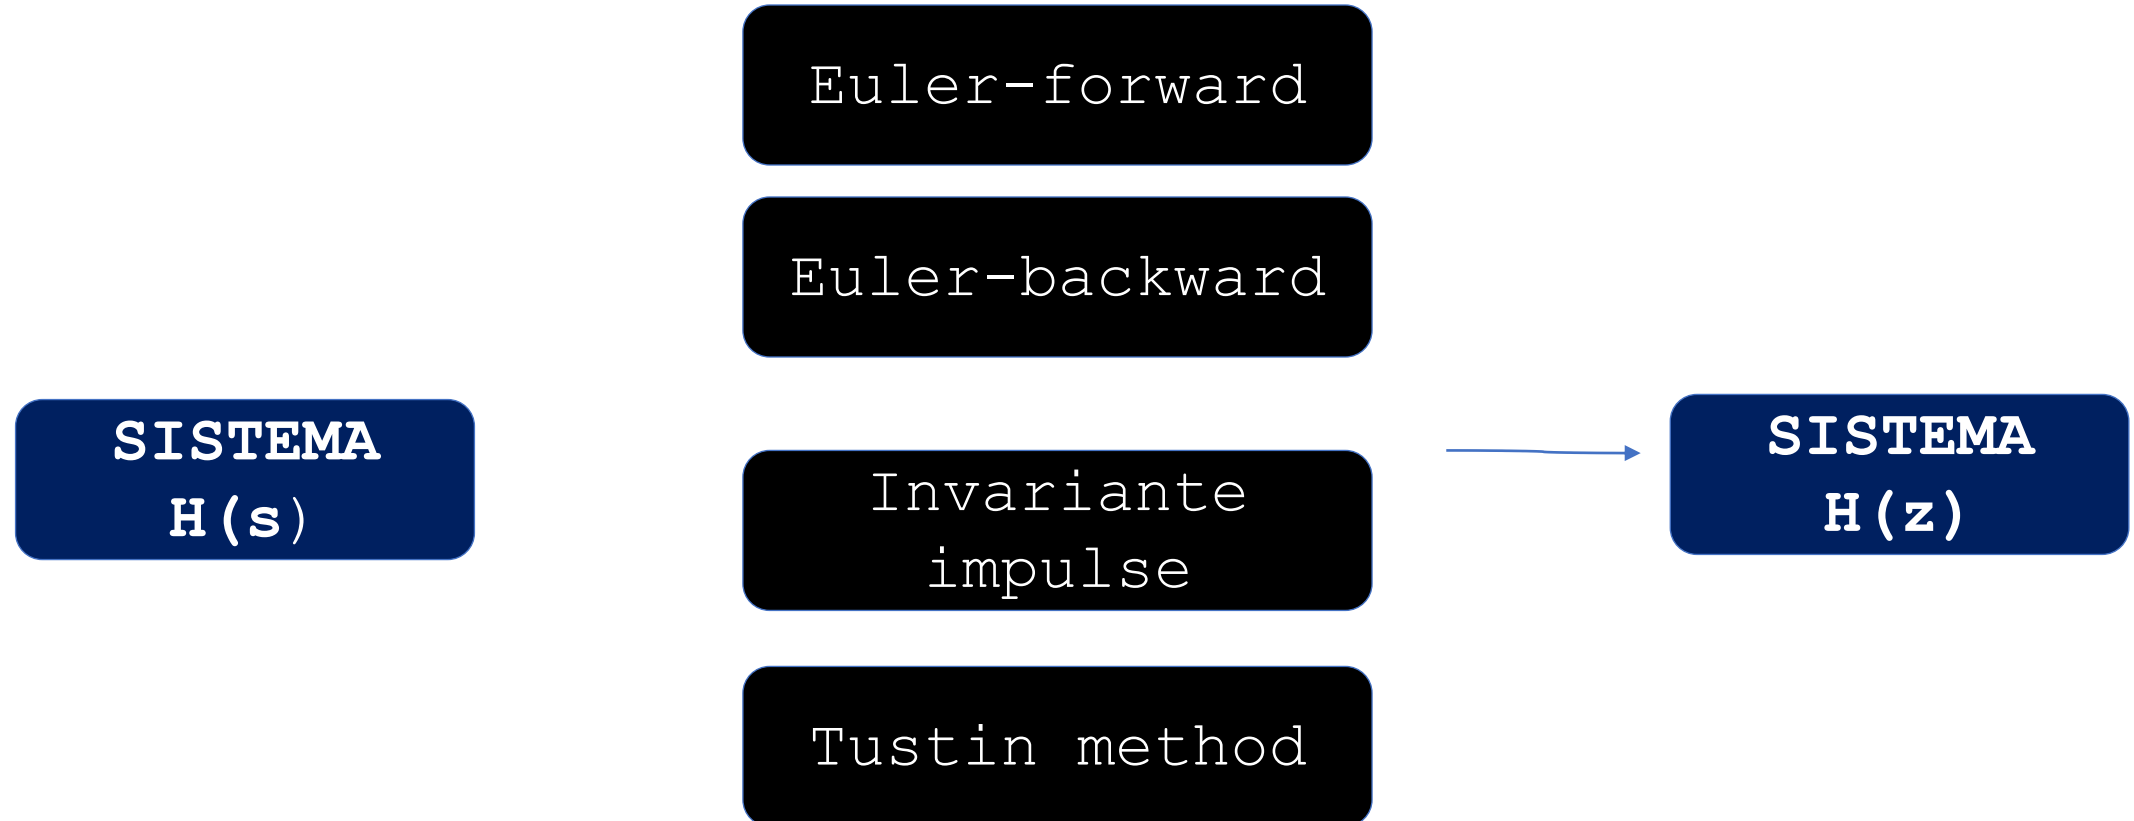 Euler-forward
Euler-backward
SISTEMA
H(s)
Invariante
impulse
Tustin method
SISTEMA
H(z)